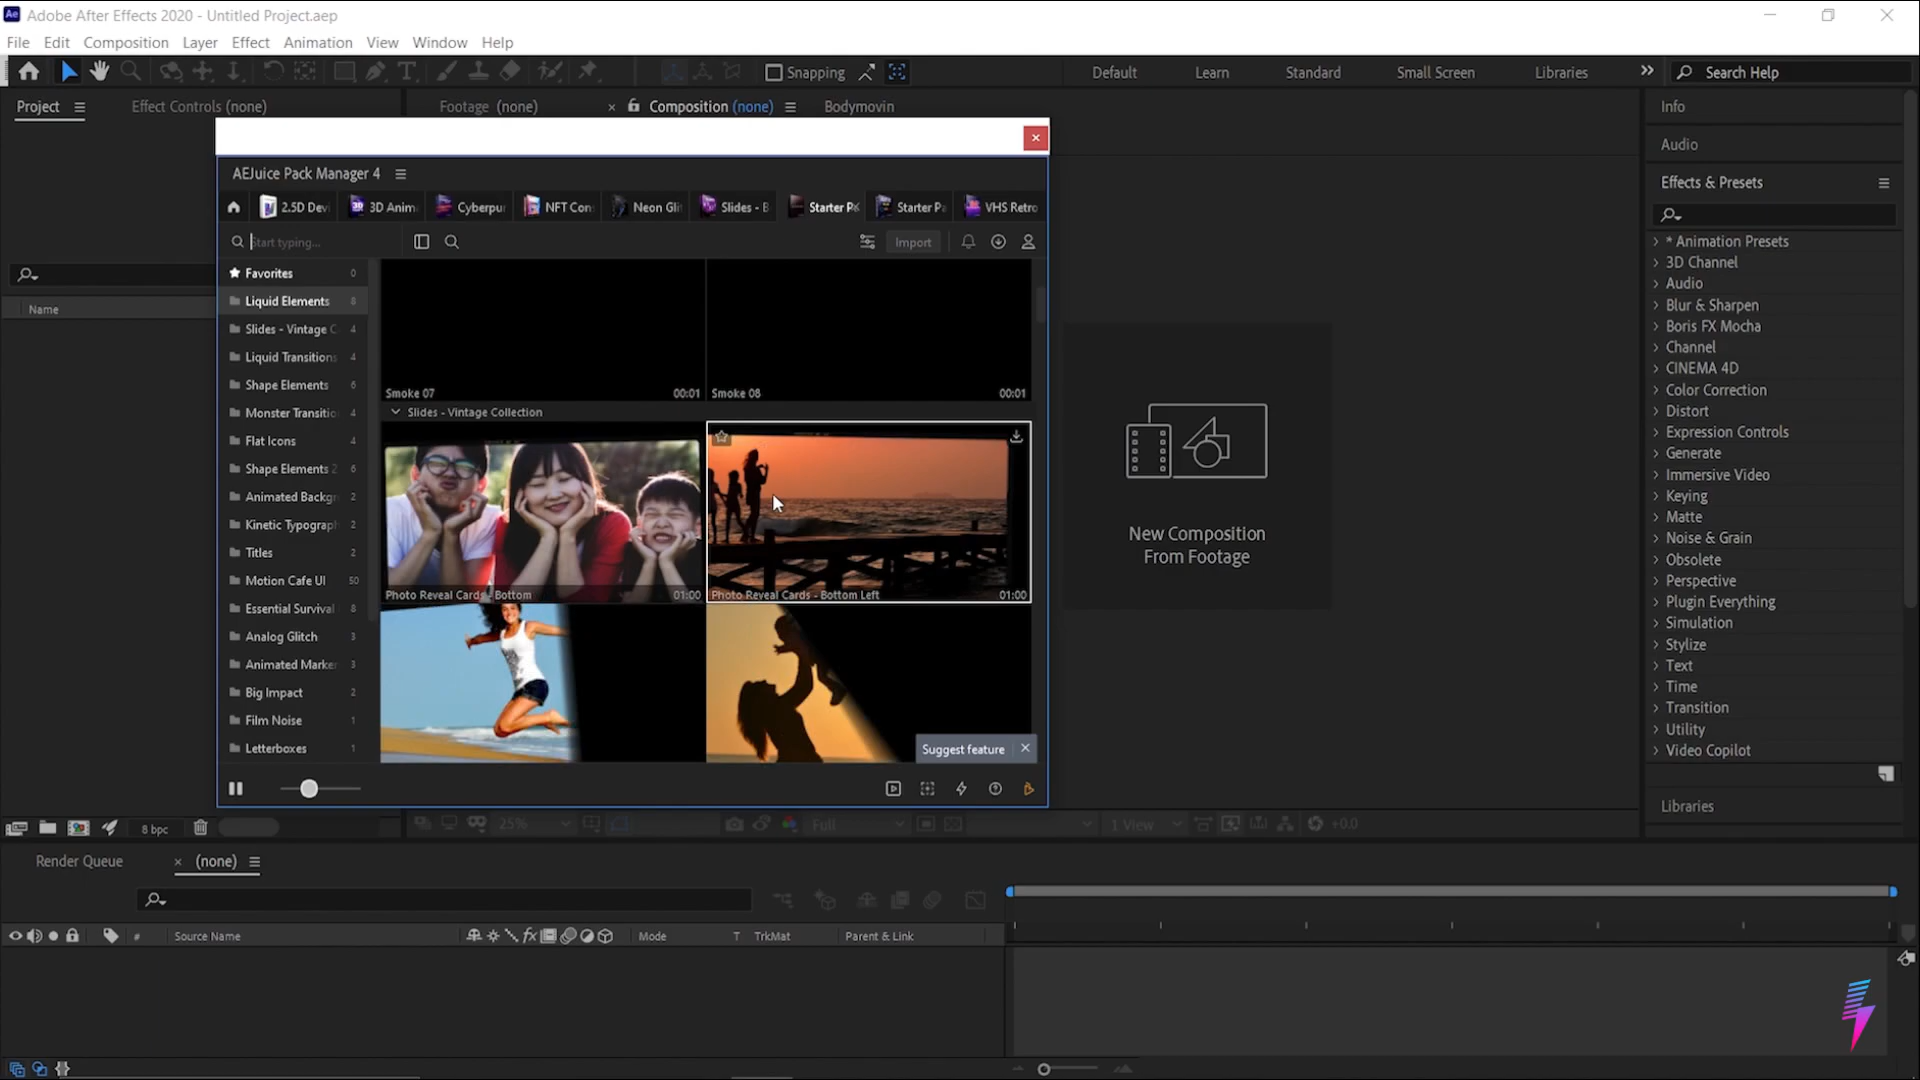 Adobe After Effects 2020 - Untitled Project.aep
File Edit Composition Layer Effect Animation View Window Help
Snapping Default Learn Standard Small Screen Libraries Search Help
Project Effect Controls (none) Footage (none) Composition (none) Bodymovin
Name
AEJuice Pack Manager 4
2.5D Devi 3D Anim Cyberpu NFT Con Neon Gli Slides - B Starter Pa Starter Pa VHS Retro
Start typing... Import
Favorites 0
Liquid Elements 8
Slides - Vintage C 4
Liquid Transitions 4
Shape Elements 6
Monster Transitio 4
Flat Icons 4
Shape Elements 2 6
Animated Backgr 2
Kinetic Typograph 2
Titles 2
Motion Cafe UI 50
Essential Survival 8
Analog Glitch 3
Animated Marker 3
Big Impact 2
Film Noise 1
Letterboxes 1
Smoke 07 00:01
Smoke 08 00:01
Slides - Vintage Collection
Photo Reveal Cards - Bottom 01:00
Photo Reveal Cards - Bottom Left 01:00
Suggest feature
New Composition
From Footage
Info
Audio
Effects & Presets
* Animation Presets
3D Channel
Audio
Blur & Sharpen
Boris FX Mocha
Channel
CINEMA 4D
Color Correction
Distort
Expression Controls
Generate
Immersive Video
Keying
Matte
Noise & Grain
Obsolete
Perspective
Plugin Everything
Simulation
Stylize
Text
Time
Transition
Utility
Video Copilot
Libraries
8 bpc 25% Full 1 View +0.0
Render Queue (none)
# Source Name fx Mode T TrkMat Parent & Link